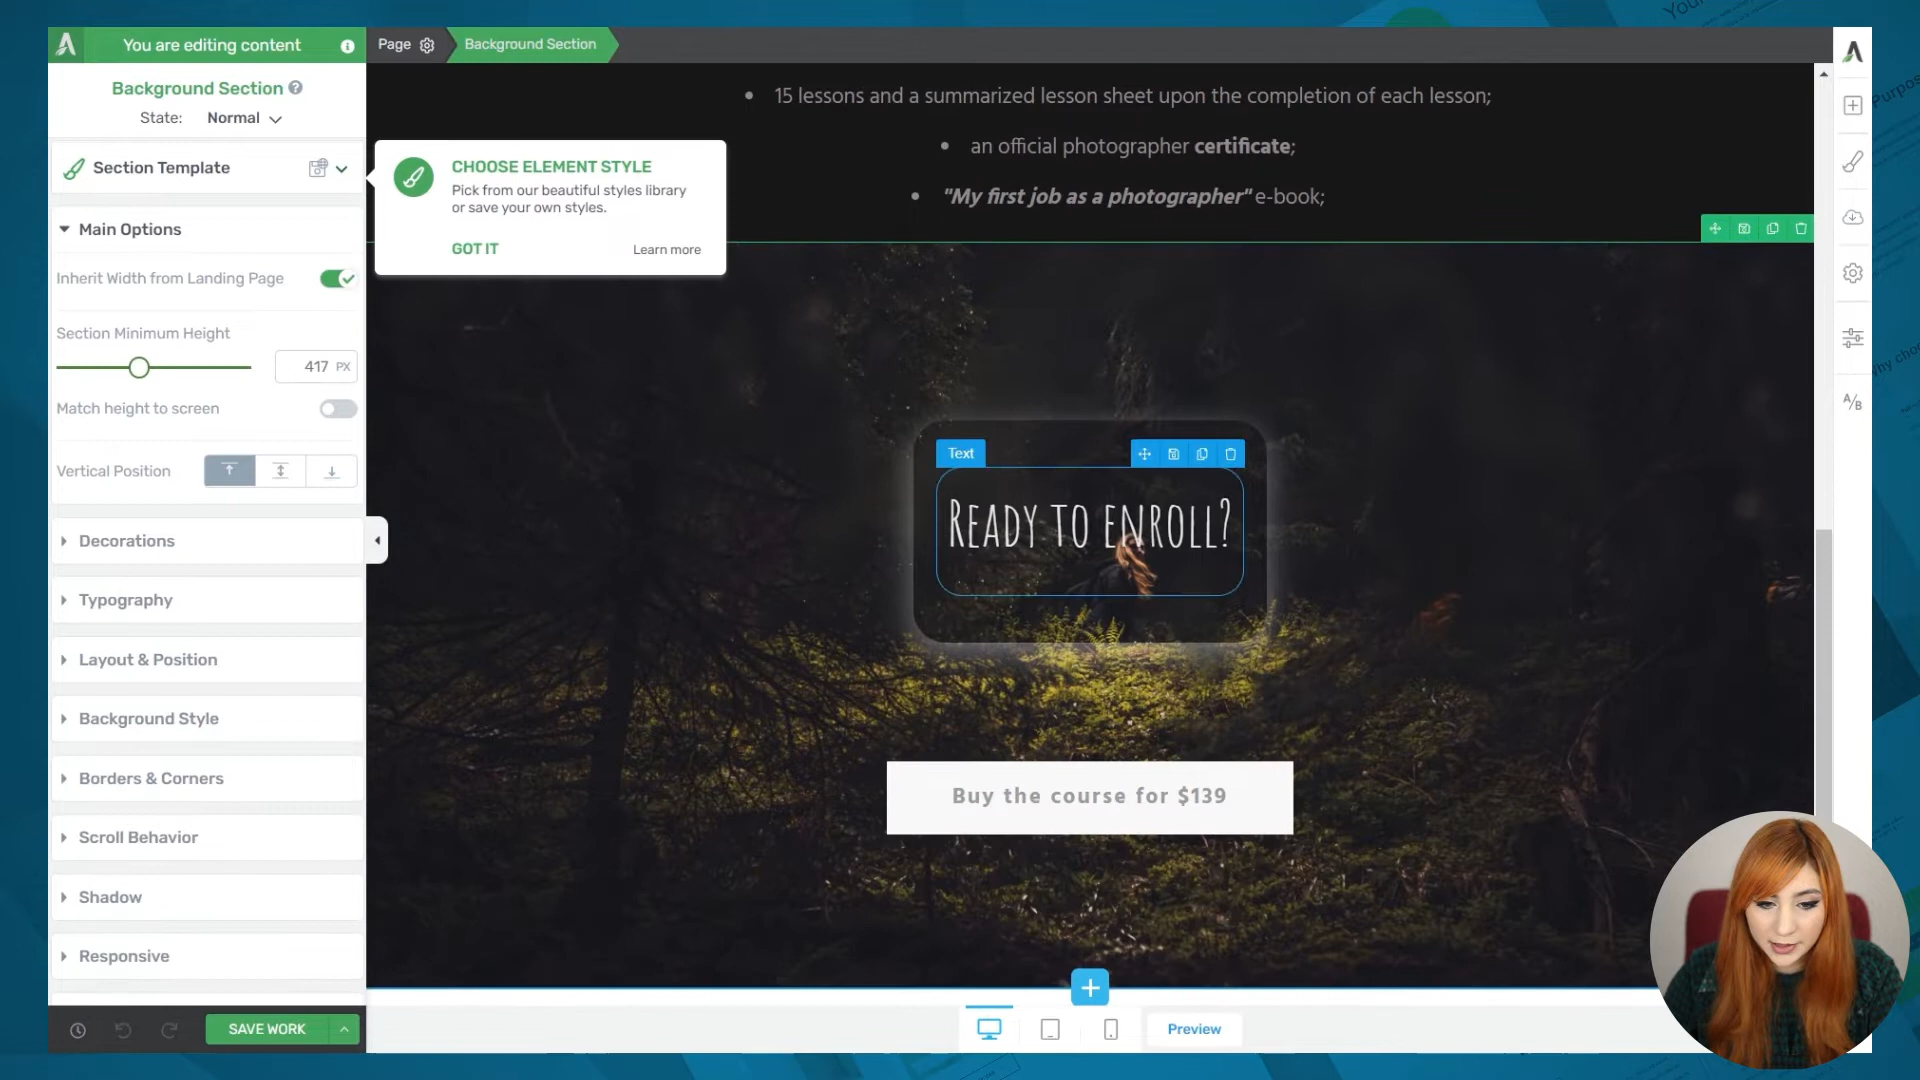 You are editing content
Page
Background Section
Background Section
State: Normal
Section Template
CHOOSE ELEMENT STYLE
Pick from our beautiful styles library
or save your own styles.
GOT IT
Learn more
Main Options
Inherit Width from Landing Page
Section Minimum Height
417 PX
Match height to screen
Vertical Position
Decorations
Typography
Layout & Position
Background Style
Borders & Corners
Scroll Behavior
Shadow
Responsive
SAVE WORK
15 lessons and a summarized lesson sheet upon the completion of each lesson;
an official photographer certificate;
"My first job as a photographer" e-book;
Text
READY TO ENROLL?
Buy the course for $139
Preview
A/B